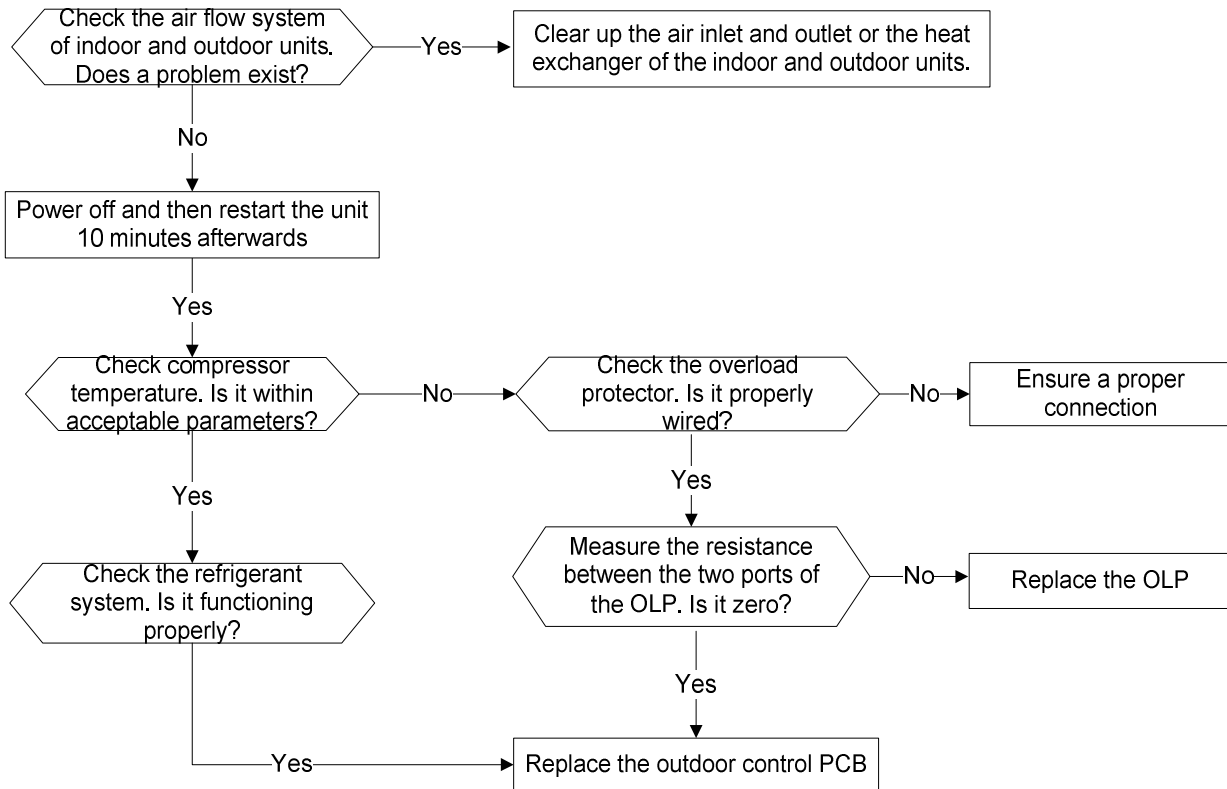 Check the air flow system
of indoor and outdoor units.
Does a problem exist?
Yes
Clear up the air inlet and outlet or the heat
exchanger of the indoor and outdoor units.
No
Power off and then restart the unit
10 minutes afterwards
Yes
Check compressor
temperature. Is it within
acceptable parameters?
No
Check the overload
protector. Is it properly
wired?
No
Ensure a proper
connection
Yes
Yes
Check the refrigerant
system. Is it functioning
properly?
Measure the resistance
between the two ports of
the OLP. Is it zero?
No
Replace the OLP
Yes
Yes
Replace the outdoor control PCB